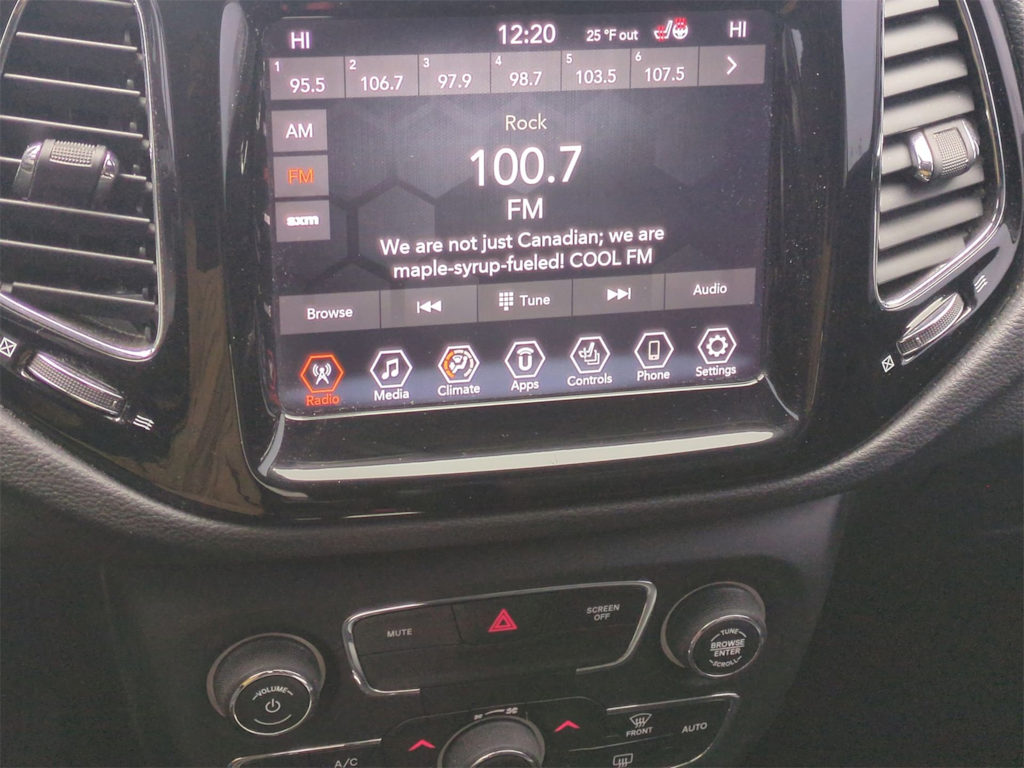 HI 12:20 25 °F out HI
1 2 3 4 5 6
95.5 106.7 97.9 98.7 103.5 107.5
AM
FM
sxm
Rock
100.7
FM
We are not just Canadian; we are
maple-syrup-fueled! COOL FM
Browse Tune Audio
Radio Media Climate Apps Controls Phone Settings
MUTE
SCREEN
OFF
TUNE
BROWSE
ENTER
SCROLL
VOLUME
FRONT
AUTO
A/C